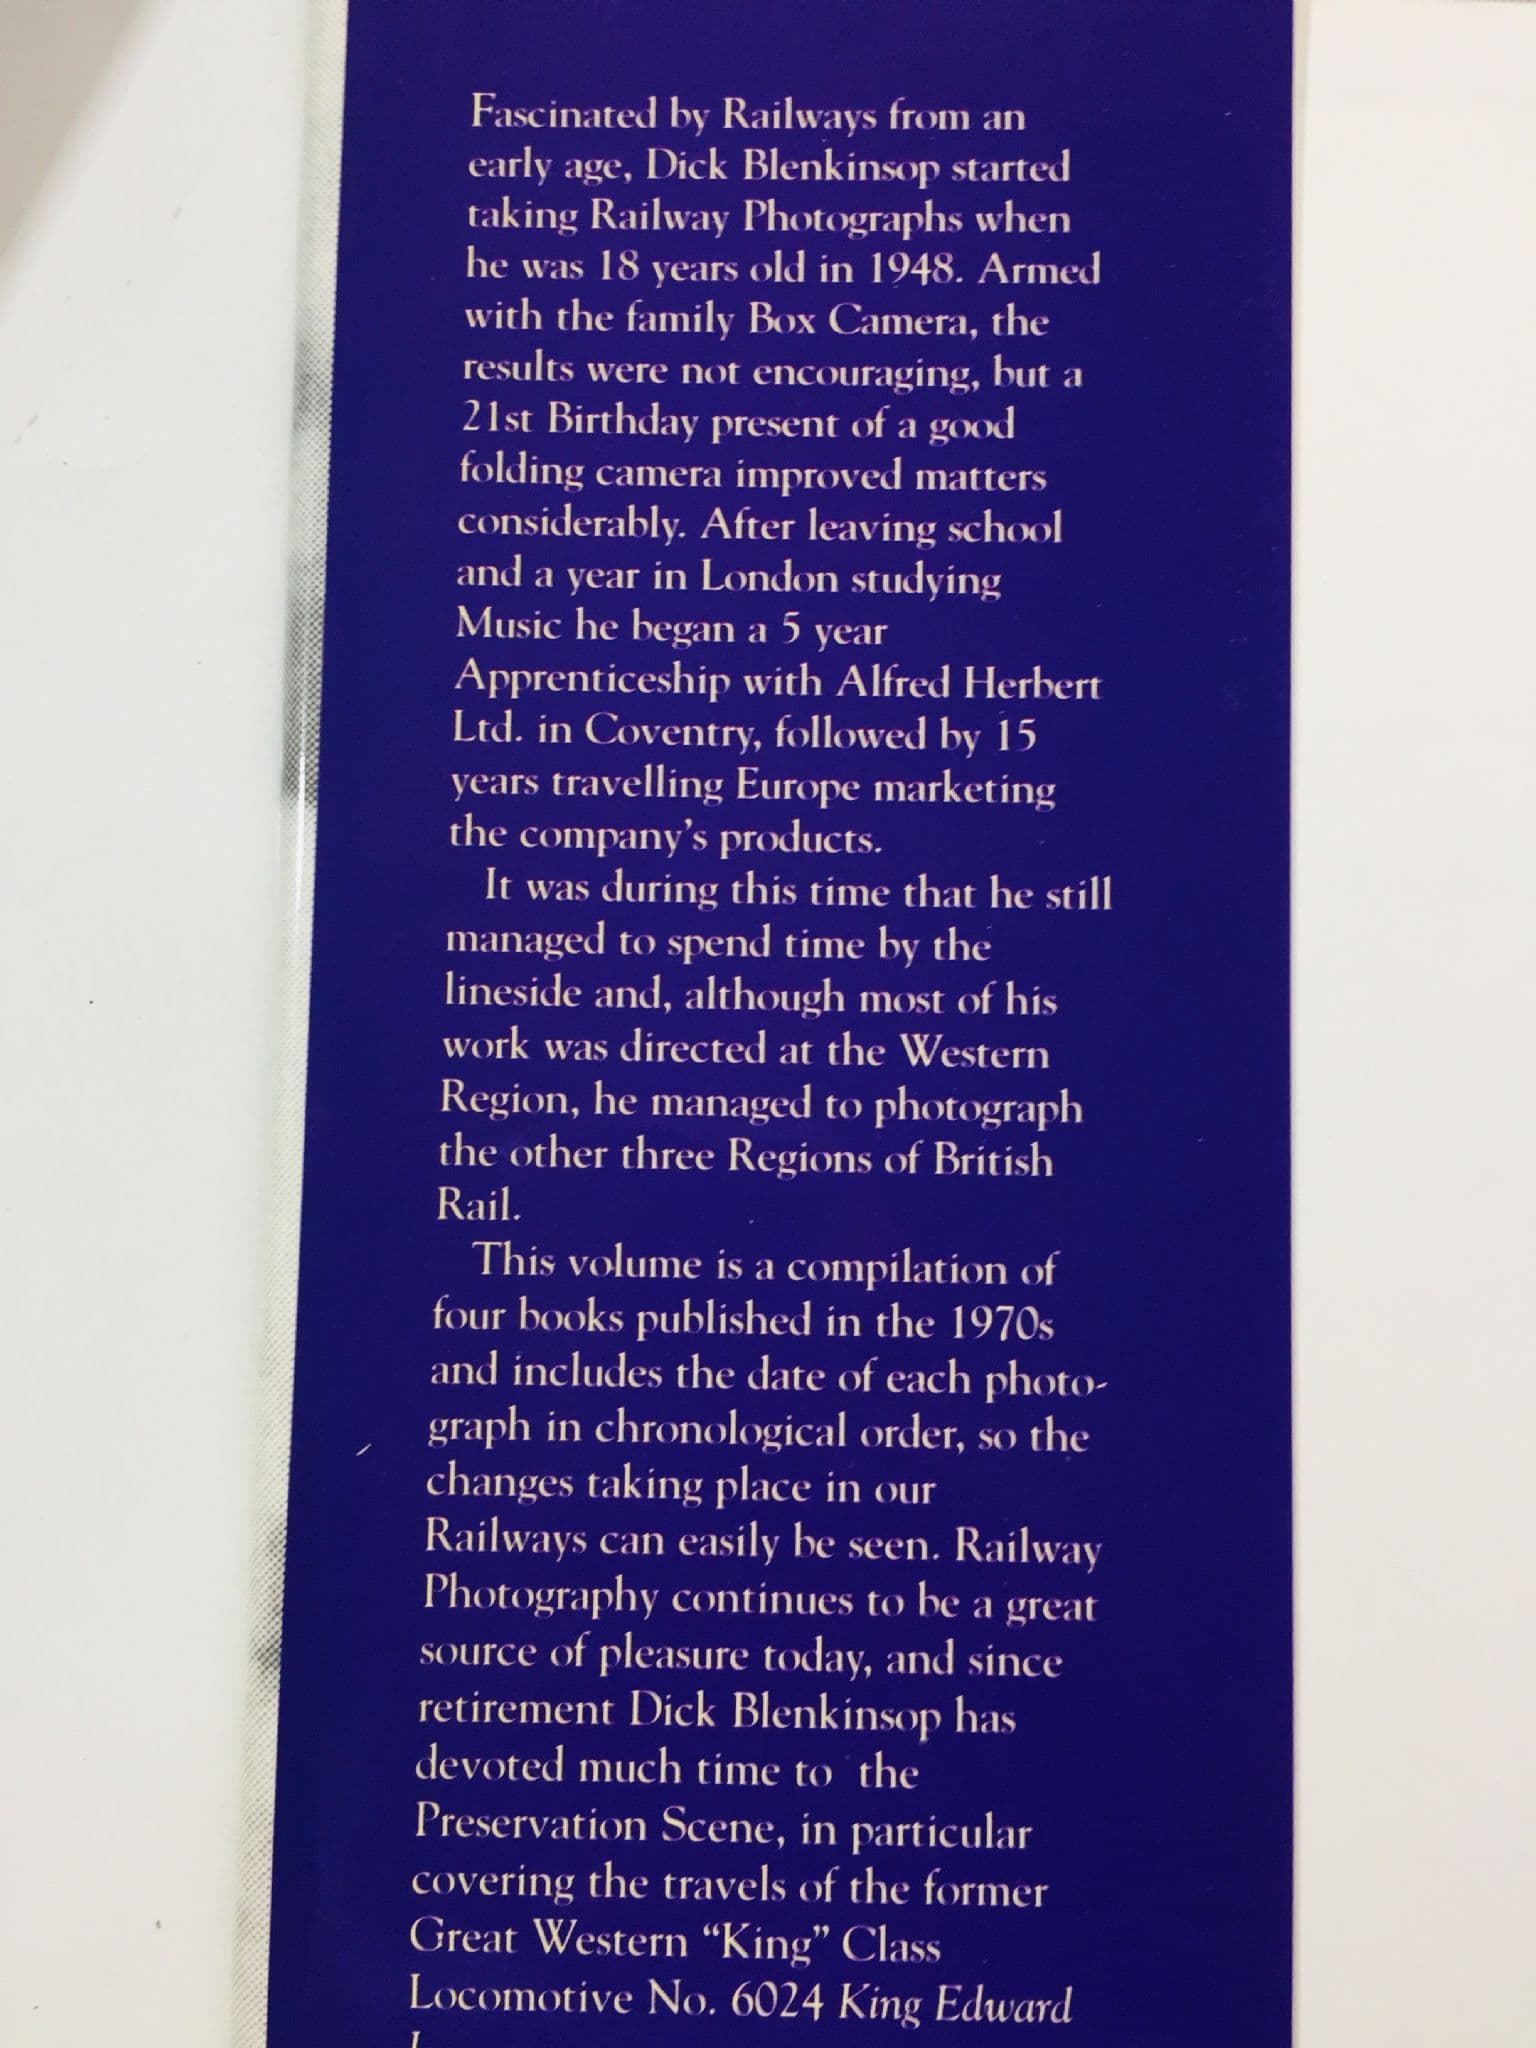 Fascinated by Railways from an
early age, Dick Blenkinsop started
taking Railway Photographs when
he was 18 years old in 1948. Armed
with the family Box Camera, the
results were not encouraging, but a
21st Birthday present of a good
folding camera improved matters
considerably. After leaving school
and a year in London studying
Music he began a 5 year
Apprenticeship with Alfred Herbert
Ltd. in Coventry, followed by 15
years travelling Europe marketing
the company's products.
It was during this time that he still
managed to spend time by the
lineside and, although most of his
work was directed at the Western
Region, he managed to photograph
the other three Regions of British
Rail.
This volume is a compilation of
four books published in the 1970s
and includes the date of each photo-
graph in chronological order, so the
changes taking place in our
Railways can easily be seen. Railway
Photography continues to be a great
source of pleasure today, and since
retirement Dick Blenkinsop has
devoted much time to the
Preservation Scene, in particular
covering the travels of the former
Great Western “King” Class
Locomotive No. 6024 King Edward